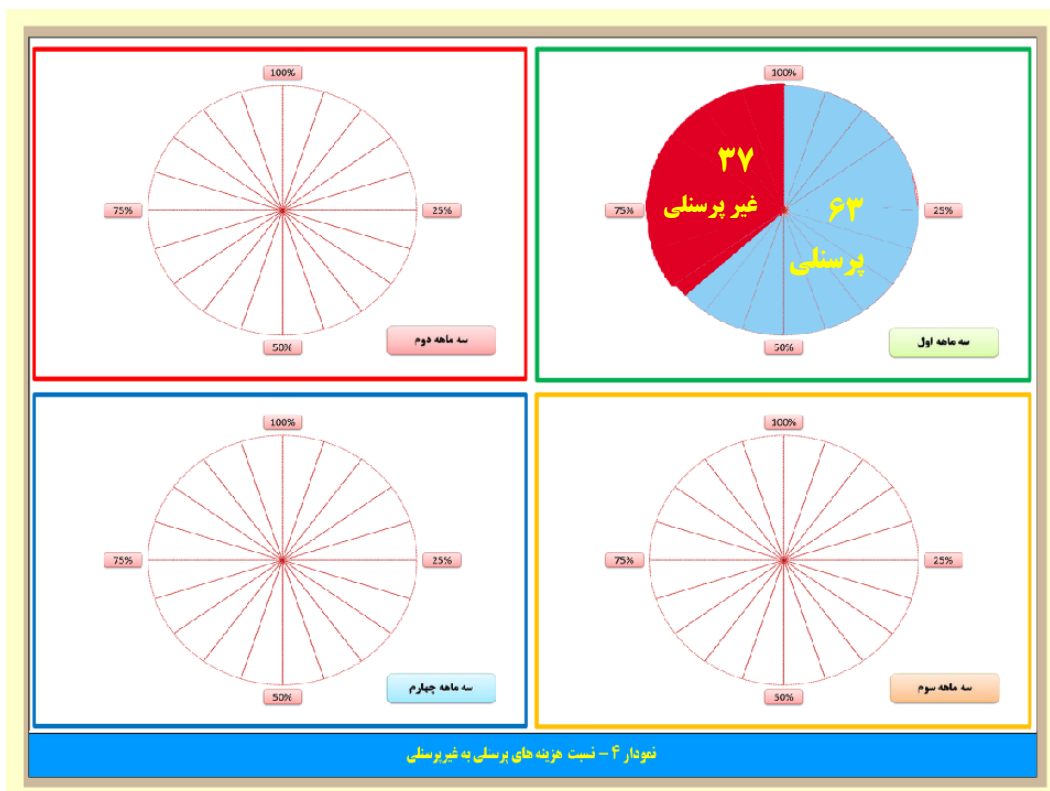 100%
75%
25%
50%
سه ماهه دوم
100%
75%
25%
50%
۳۷
غیر پرسنلی
۶۳
پرسنلی
سه ماهه اول
100%
75%
25%
50%
سه ماهه چهارم
100%
75%
25%
50%
سه ماهه سوم
نمودار ۴ – نسبت هزینه های پرسنلی به غیرپرسنلی